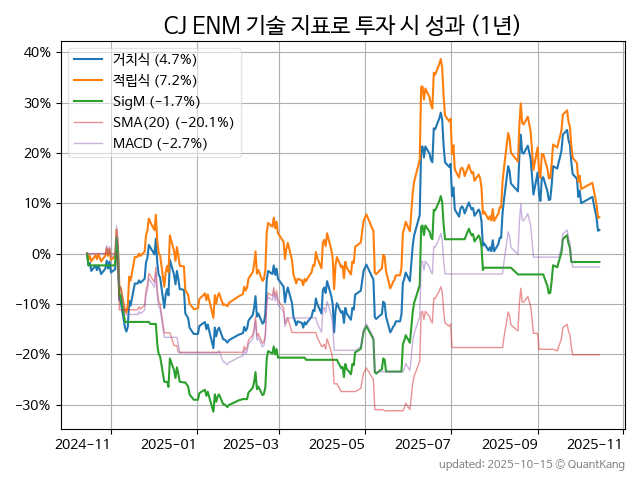 CJ ENM 기술 지표로 투자 시 성과 (1년)
거치식 (4.7%)
적립식 (7.2%)
SigM (−1.7%)
SMA(20) (−20.1%)
MACD (−2.7%)
40%
30%
20%
10%
0%
−10%
−20%
−30%
2024-11 2025-01 2025-03 2025-05 2025-07 2025-09 2025-11
updated: 2025-10-15 © QuantKang